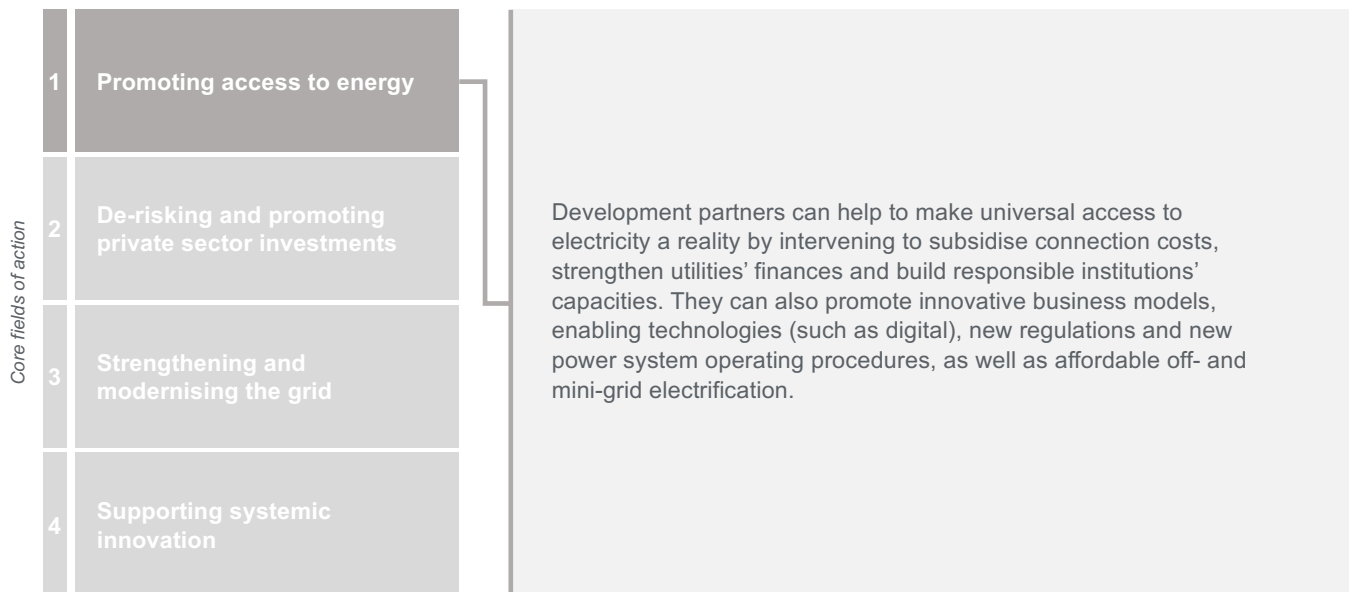 Core fields of action
1
Promoting access to energy
2
De-risking and promoting
private sector investments
3
Strengthening and
modernising the grid
4
Supporting systemic
innovation
Development partners can help to make universal access to
electricity a reality by intervening to subsidise connection costs,
strengthen utilities’ finances and build responsible institutions’
capacities. They can also promote innovative business models,
enabling technologies (such as digital), new regulations and new
power system operating procedures, as well as affordable off- and
mini-grid electrification.